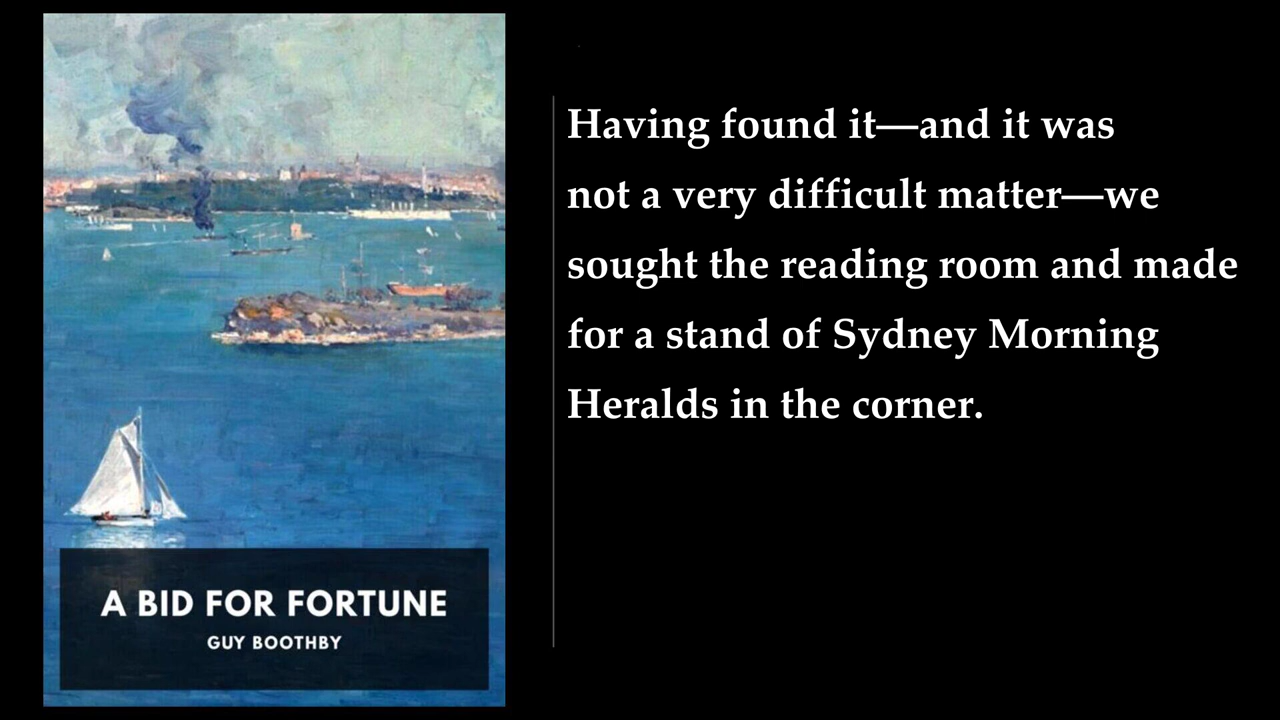 Having found it—and it was
not a very difficult matter—we
sought the reading room and made
for a stand of Sydney Morning
Heralds in the corner.
A BID FOR FORTUNE
GUY BOOTHBY